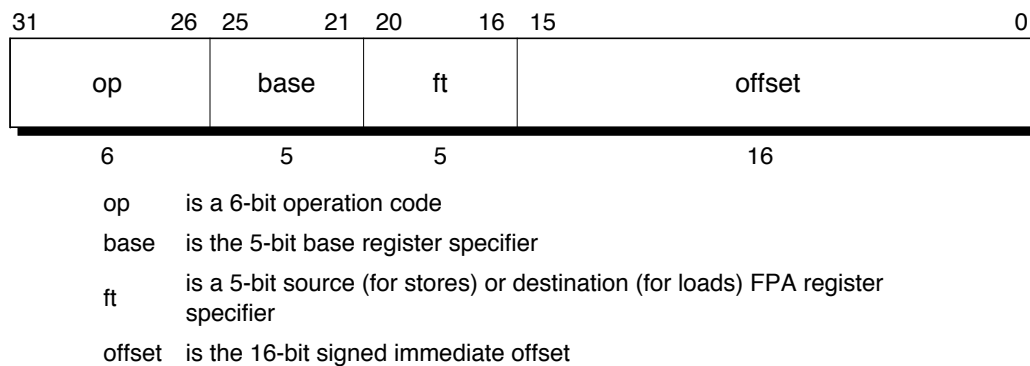 31 26 25 21 20 16 15 0
op base ft offset
6 5 5 16
op is a 6-bit operation code
base is the 5-bit base register specifier
ft is a 5-bit source (for stores) or destination (for loads) FPA register
specifier
offset is the 16-bit signed immediate offset